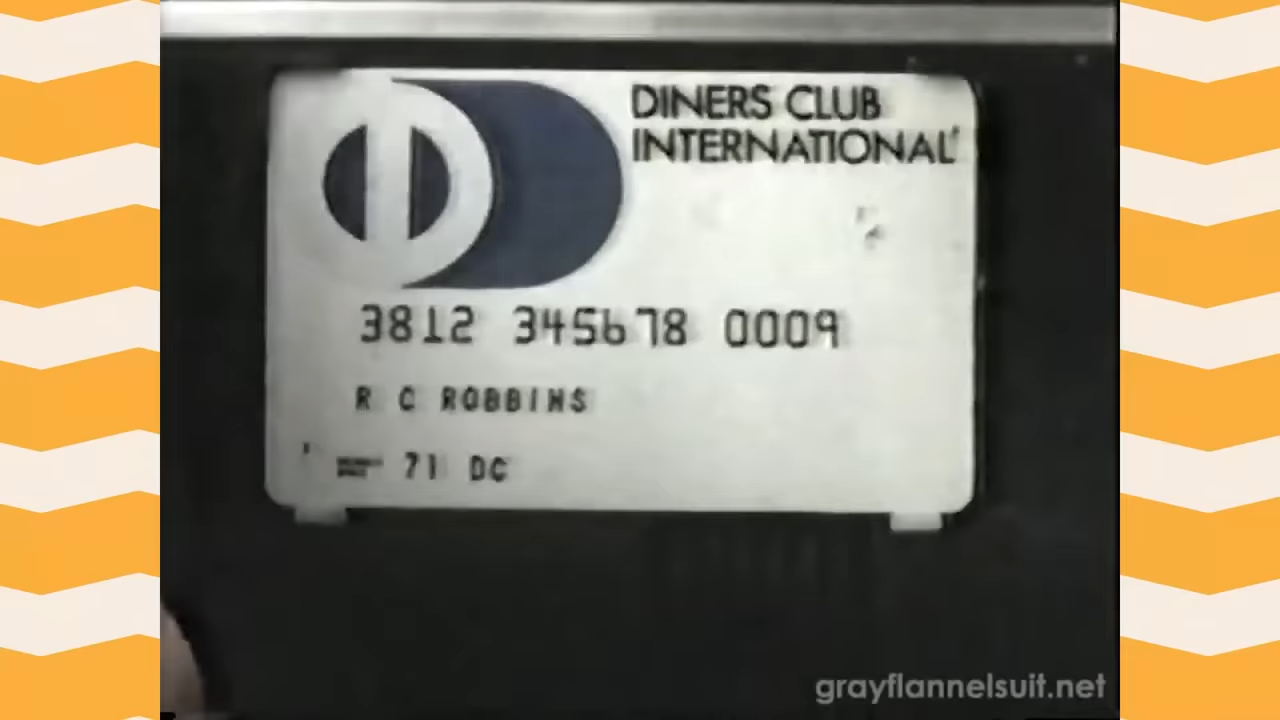 DINERS CLUB
INTERNATIONAL
3812 345678 0009
R C ROBBINS
71 DC
grayflannelsuit.net